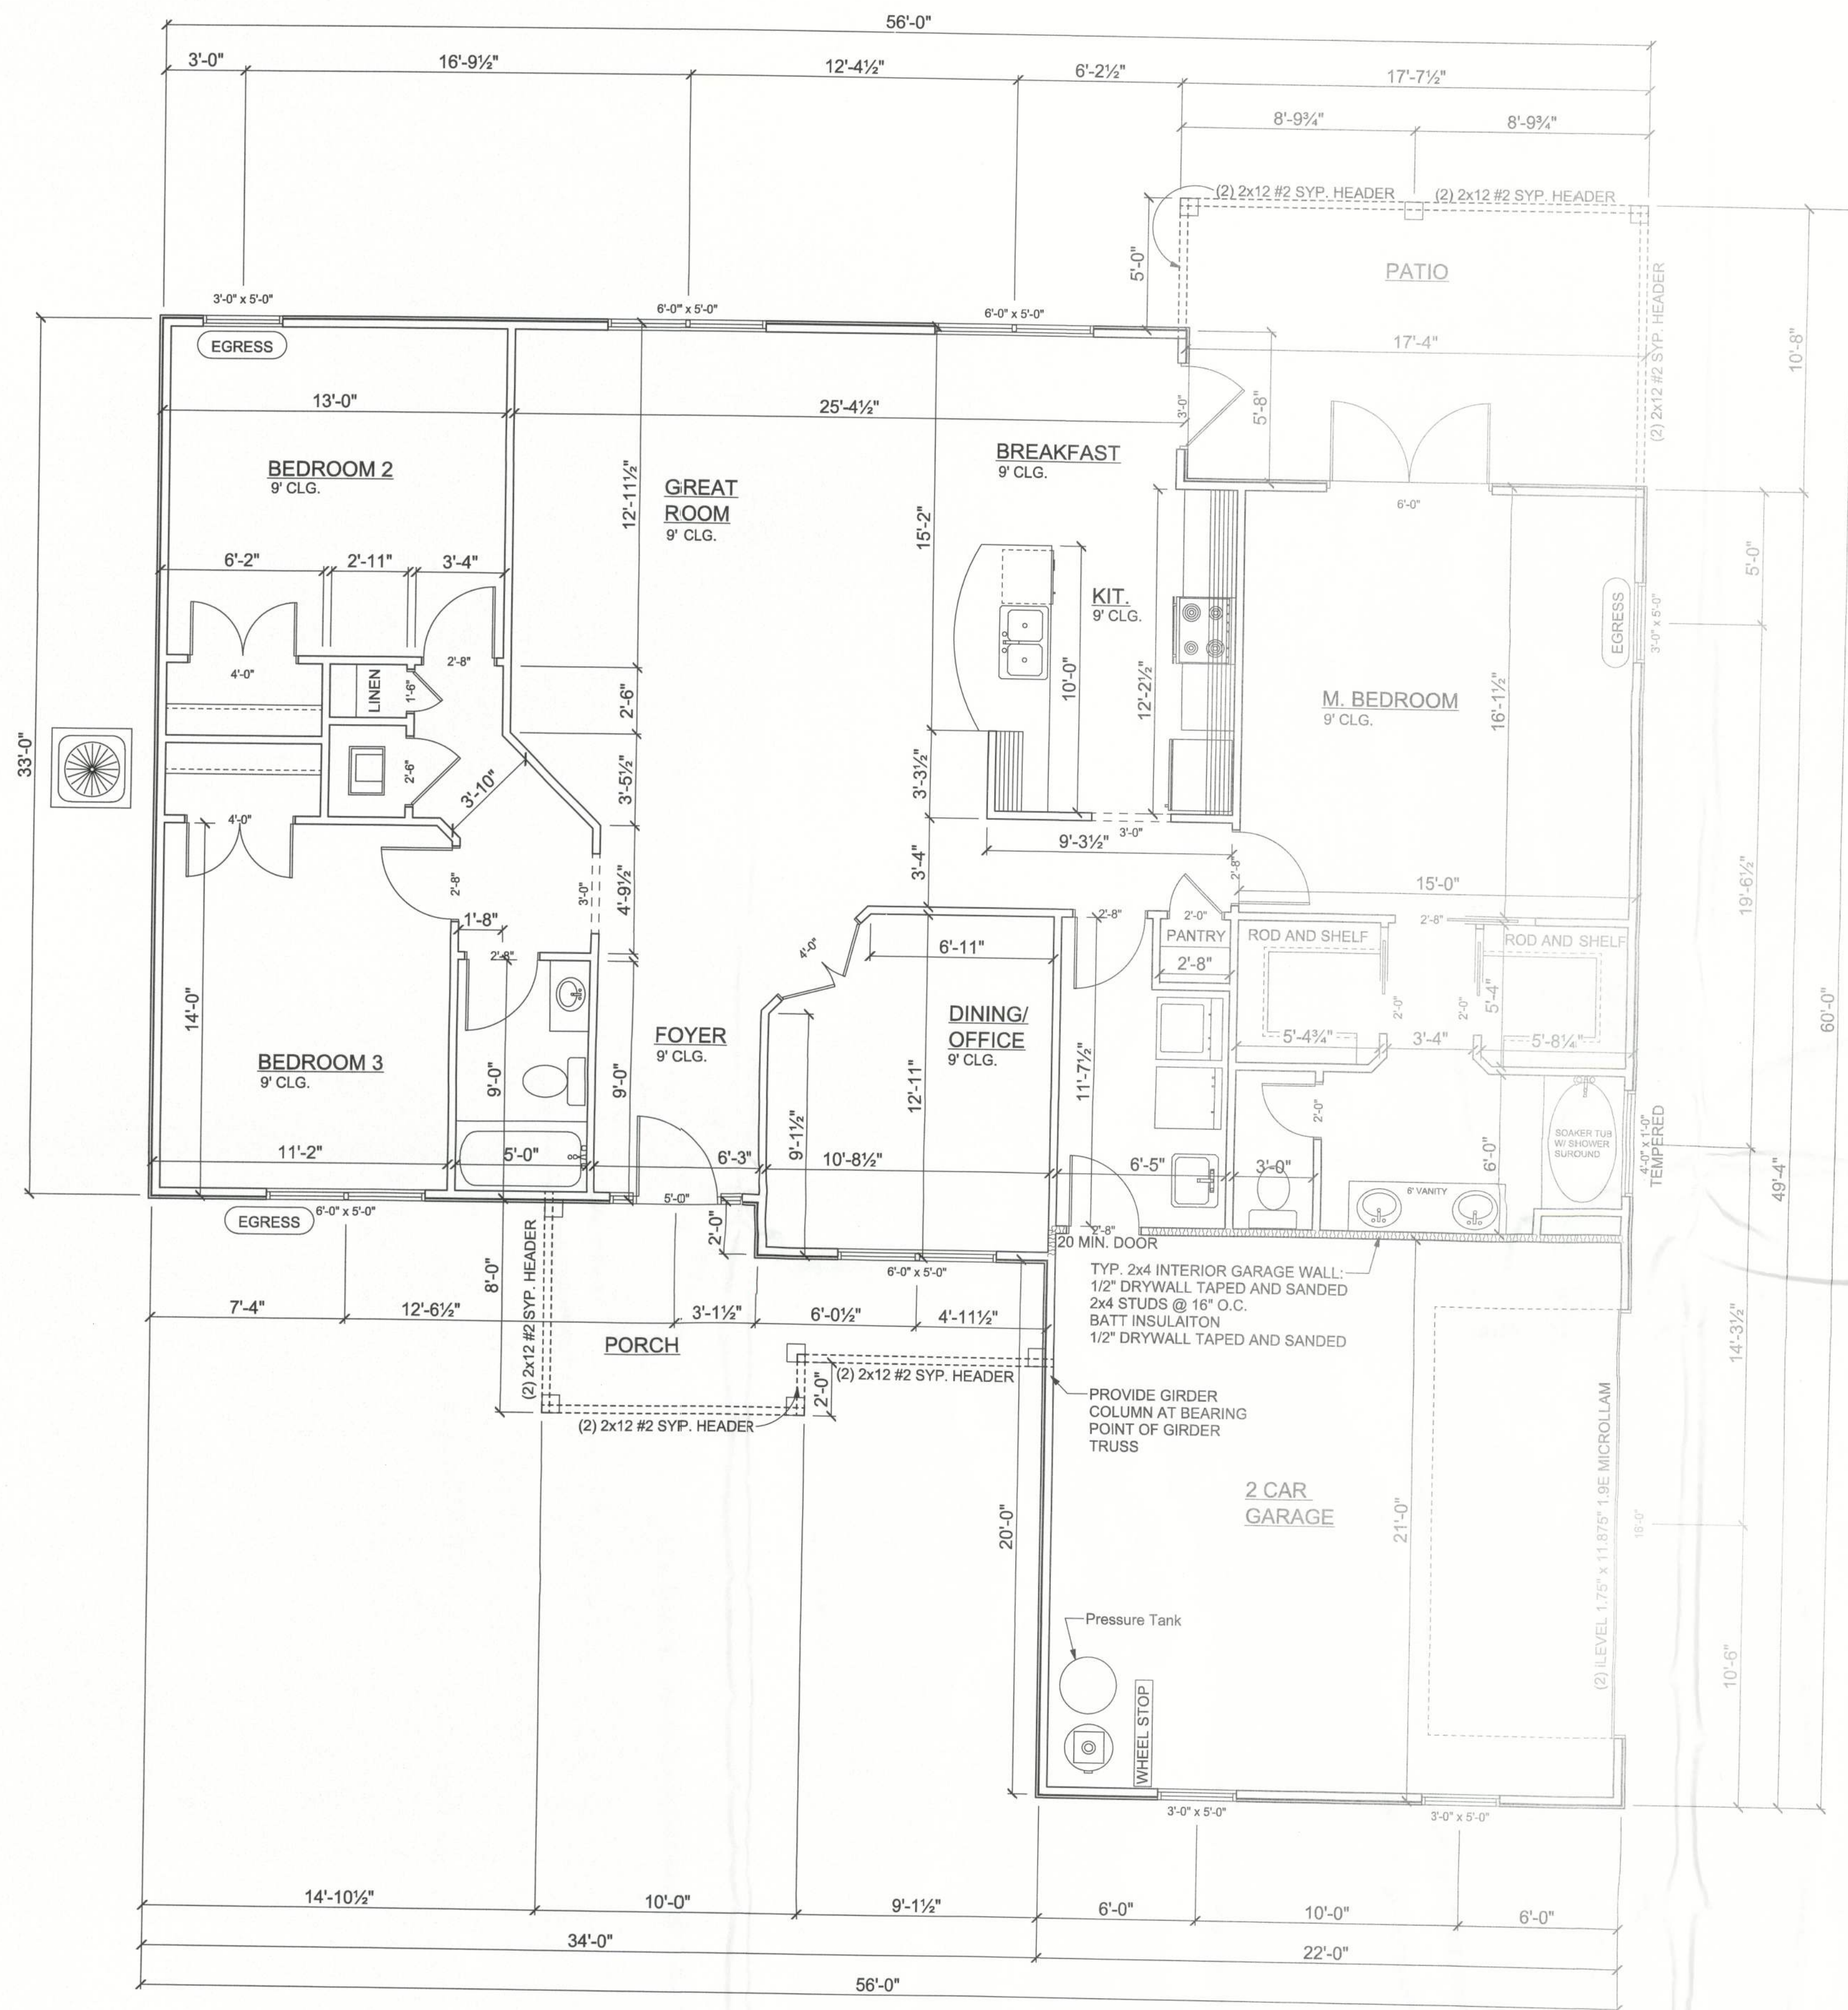 56'-0"
3'-0"
16'-9½"
12'-4½"
6'-2½"
17'-7½"
8'-9¾"
8'-9¾"
(2) 2x12 #2 SYP. HEADER
(2) 2x12 #2 SYP. HEADER
5'-0"
PATIO
(2) 2x12 #2 SYP. HEADER
10'-8"
17'-4"
3'-0" x 5'-0"
6'-0" x 5'-0"
6'-0" x 5'-0"
EGRESS
13'-0"
25'-4½"
3'-0"
5'-8"
BEDROOM 2
9' CLG.
GREAT
ROOM
9' CLG.
12'-11½"
BREAKFAST
9' CLG.
15'-2"
6'-0"
6'-2"
2'-11"
3'-4"
KIT.
9' CLG.
5'-0"
EGRESS
3'-0" x 5'-0"
4'-0"
LINEN
1'-6"
2'-8"
2'-6"
10'-0"
12'-2½"
M. BEDROOM
9' CLG.
16'-1½"
33'-0"
2'-6"
3'-10"
3'-5½"
3'-3½"
4'-0"
3'-0"
9'-3½"
2'-8"
3'-0"
4'-9½"
3'-4"
2'-8"
15'-0"
19'-6½"
1'-8"
2'-8"
4'-0"
6'-11"
2'-8"
2'-0"
PANTRY
2'-8"
2'-8"
ROD AND SHELF
ROD AND SHELF
14'-0"
2'-0"
2'-0"
5'-4"
5'-4¾"
3'-4"
5'-8¼"
60'-0"
BEDROOM 3
9' CLG.
9'-0"
FOYER
9' CLG.
9'-0"
DINING/
OFFICE
9' CLG.
12'-11"
9'-1½"
11'-7½"
2'-0"
6'-0"
SOAKER TUB
W/ SHOWER
SUROUND
4'-0" x 1'-0"
TEMPERED
49'-4"
11'-2"
5'-0"
6'-3"
10'-8½"
6'-5"
3'-0"
6' VANITY
EGRESS
6'-0" x 5'-0"
5'-0"
2'-0"
6'-0" x 5'-0"
2'-8"
20 MIN. DOOR
TYP. 2x4 INTERIOR GARAGE WALL:
1/2" DRYWALL TAPED AND SANDED
2x4 STUDS @ 16" O.C.
BATT INSULAITON
1/2" DRYWALL TAPED AND SANDED
8'-0"
(2) 2x12 #2 SYP. HEADER
7'-4"
12'-6½"
3'-1½"
6'-0½"
4'-11½"
14'-3½"
PORCH
(2) 2x12 #2 SYP. HEADER
2'-0"
(2) 2x12 #2 SYP. HEADER
PROVIDE GIRDER
COLUMN AT BEARING
POINT OF GIRDER
TRUSS
2 CAR
GARAGE
20'-0"
21'-0"
(2) iLEVEL 1.75" x 11.875" 1.9E MICROLLAM
Pressure Tank
WHEEL STOP
10'-6"
3'-0" x 5'-0"
3'-0" x 5'-0"
14'-10½"
10'-0"
9'-1½"
6'-0"
10'-0"
6'-0"
34'-0"
22'-0"
56'-0"